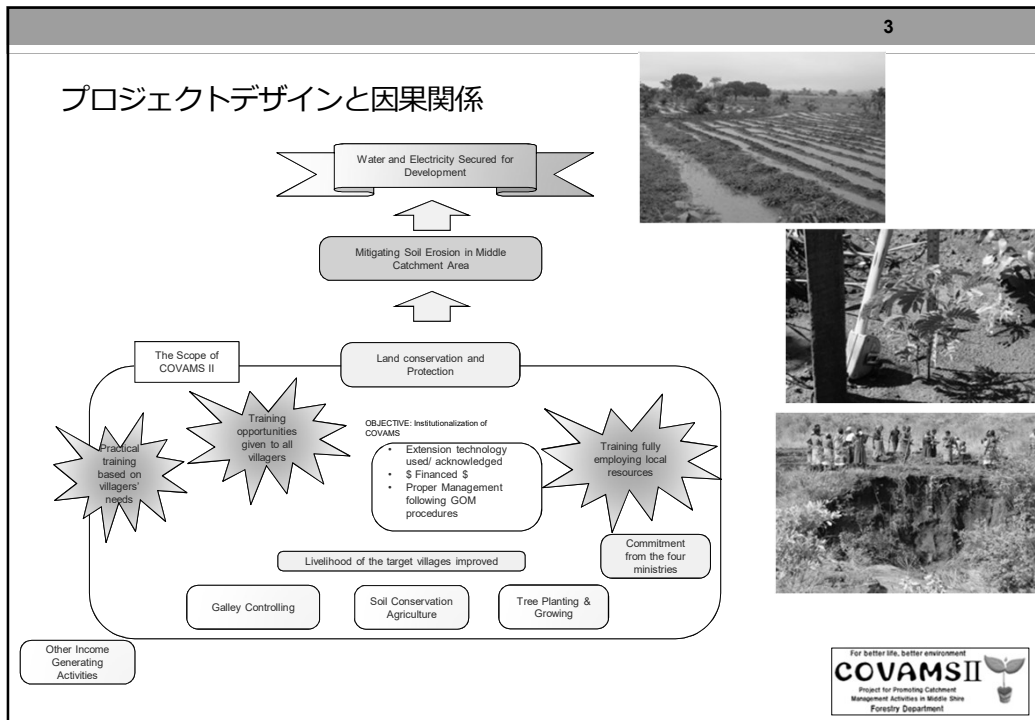 3
プロジェクトデザインと因果関係
Water and Electricity Secured for
Development
Mitigating Soil Erosion in Middle
Catchment Area
The Scope of
COVAMS II
Land conservation and
Protection
Practical
training
based on
villagers'
needs
Training
opportunities
given to all
villagers
OBJECTIVE: Institutionalization of
COVAMS
• Extension technology
used/ acknowledged
• $ Financed $
• Proper Management
following GOM
procedures
Training fully
employing local
resources
Commitment
from the four
ministries
Livelihood of the target villages improved
Galley Controlling
Soil Conservation
Agriculture
Tree Planting &
Growing
Other Income
Generating
Activities
For better life, better environment
COVAMSⅡ
Project for Promoting Catchment
Management Activities in Middle Shire
Forestry Department